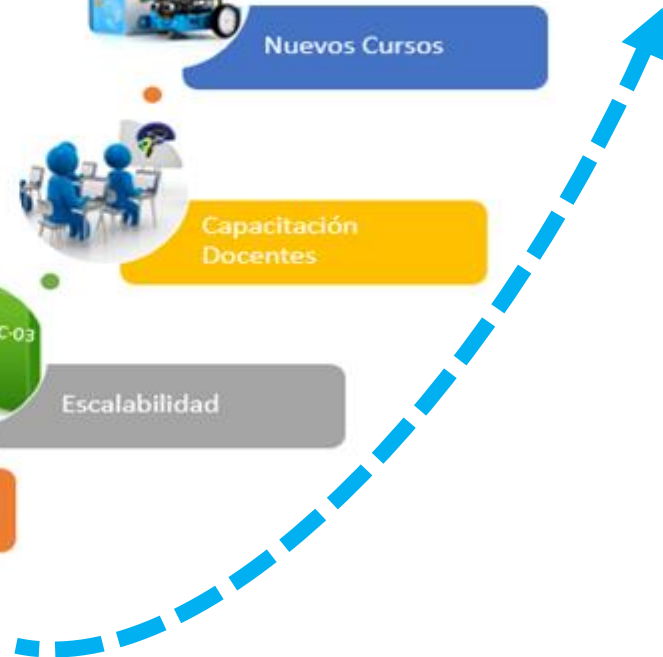 Nuevos Cursos
Capacitación
Docentes
C-03
Escalabilidad